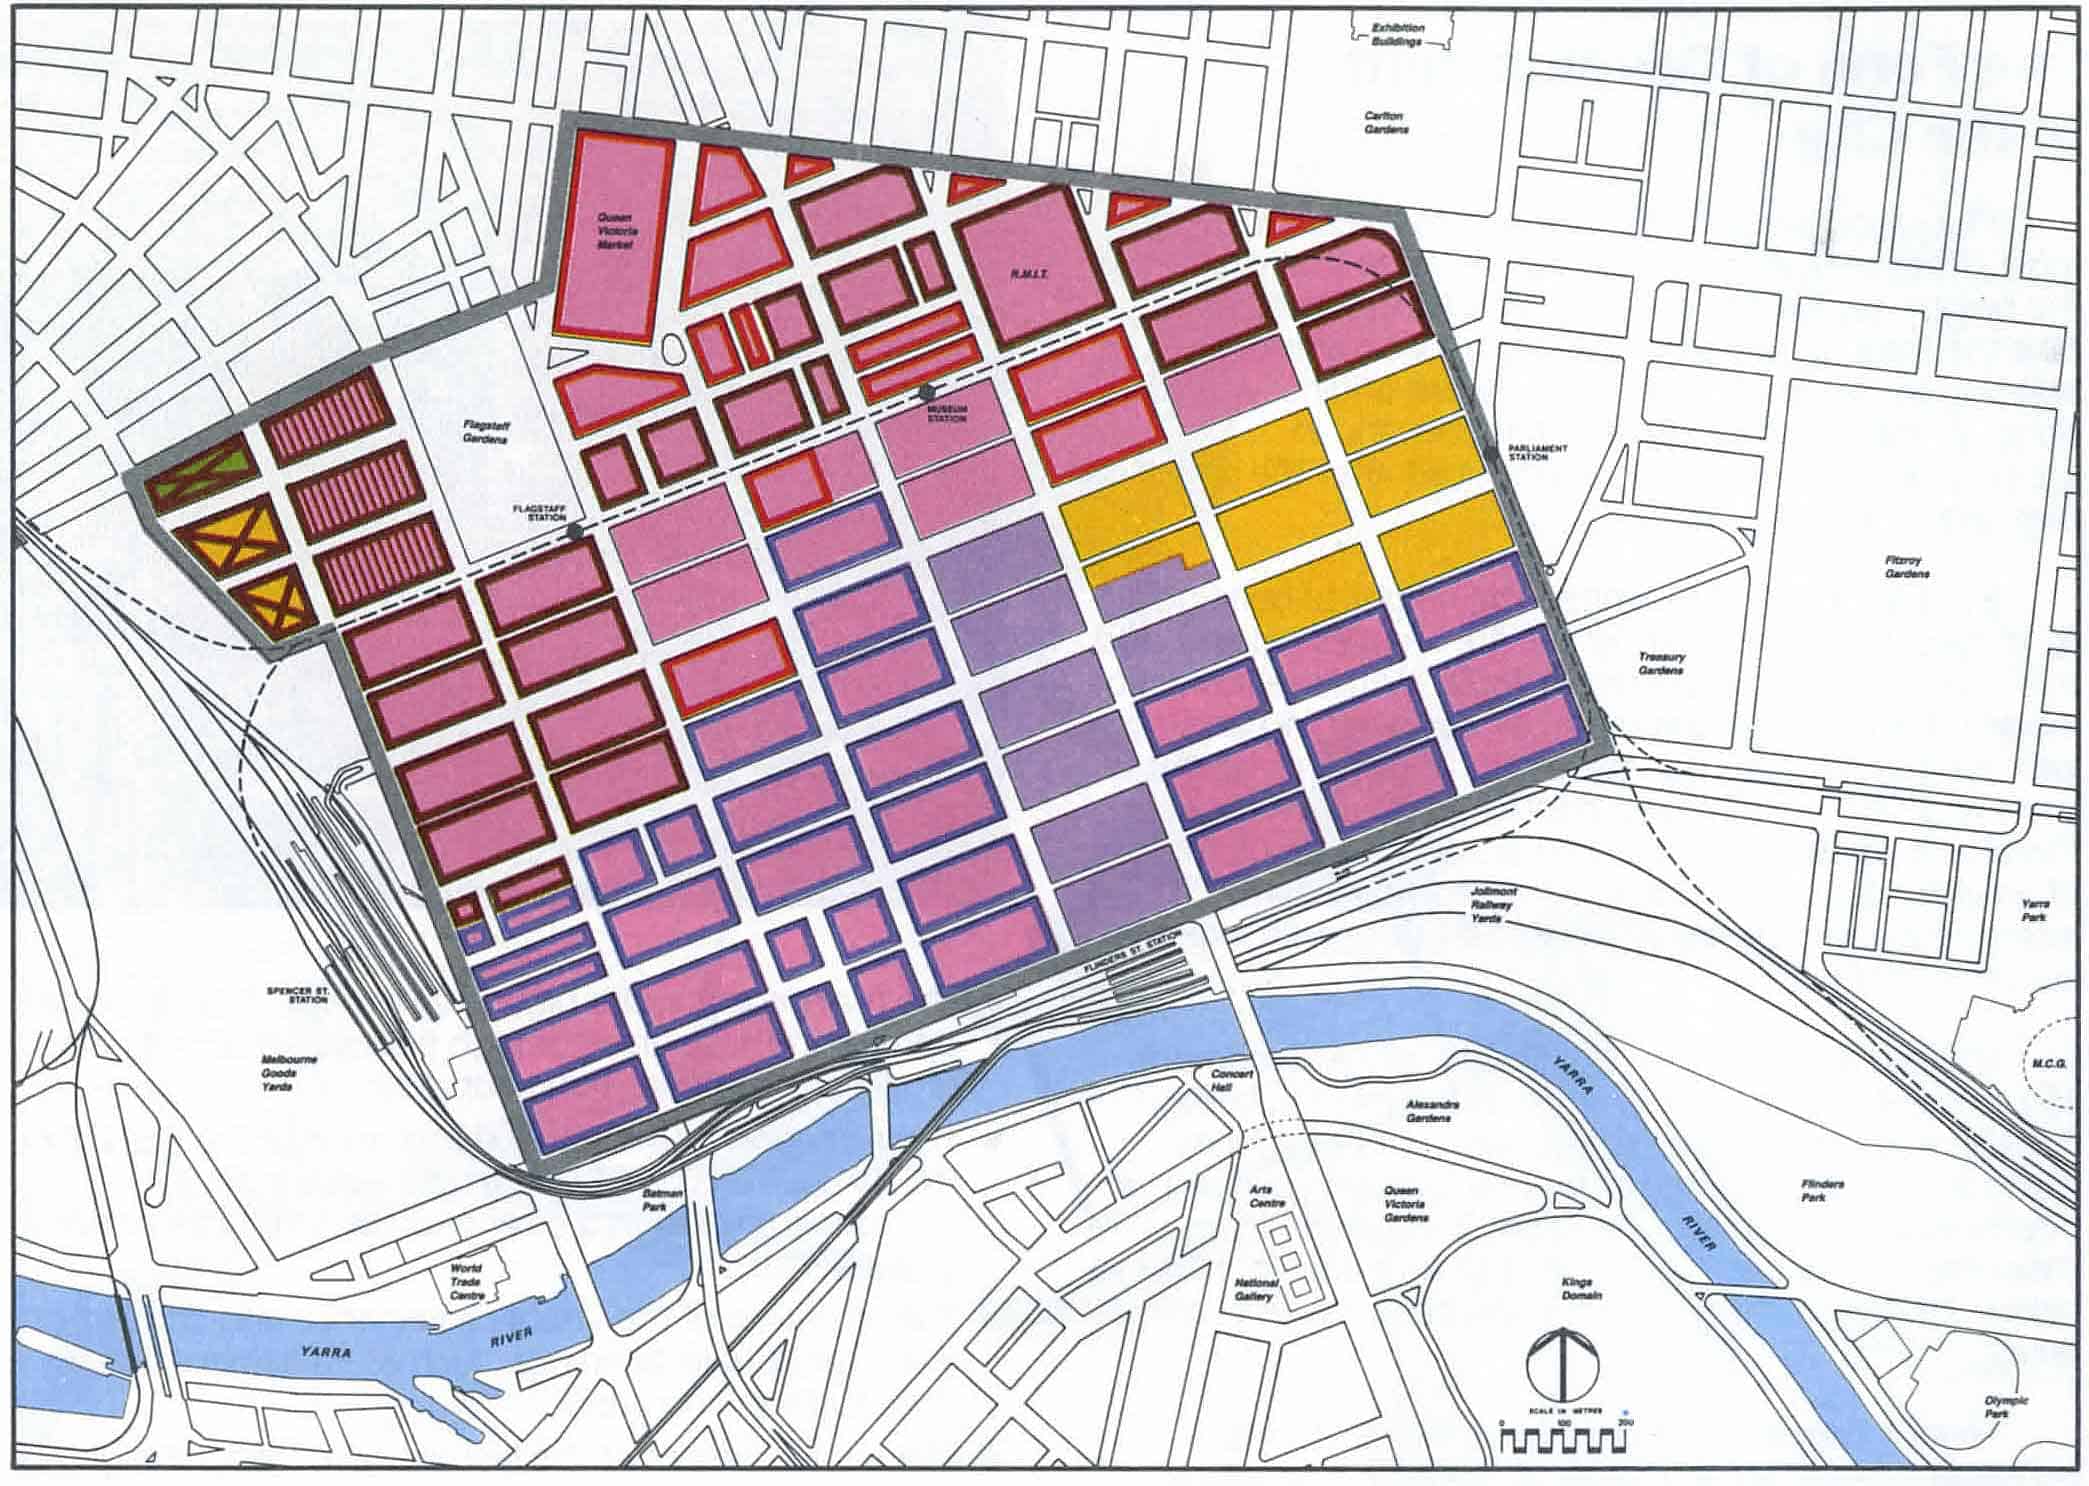 Exhibition
Buildings
Carlton
Gardens
Queen
Victoria
Market
R.M.I.T.
MUSEUM
STATION
Flagstaff
Gardens
PARLIAMENT
STATION
FLAGSTAFF
STATION
Fitzroy
Gardens
Treasury
Gardens
Jolimont
Railway
Yards
Yarra
Park
FLINDERS ST. STATION
SPENCER ST.
STATION
Melbourne
Goods
Yards
M.C.G.
Concert
Hall
YARRA
Alexandra
Gardens
Batman
Park
Arts
Centre
Queen
Victoria
Gardens
Flinders
Park
RIVER
World
Trade
Centre
National
Gallery
Kings
Domain
YARRA
RIVER
SCALE IN METRES
0 100 200
Olympic
Park